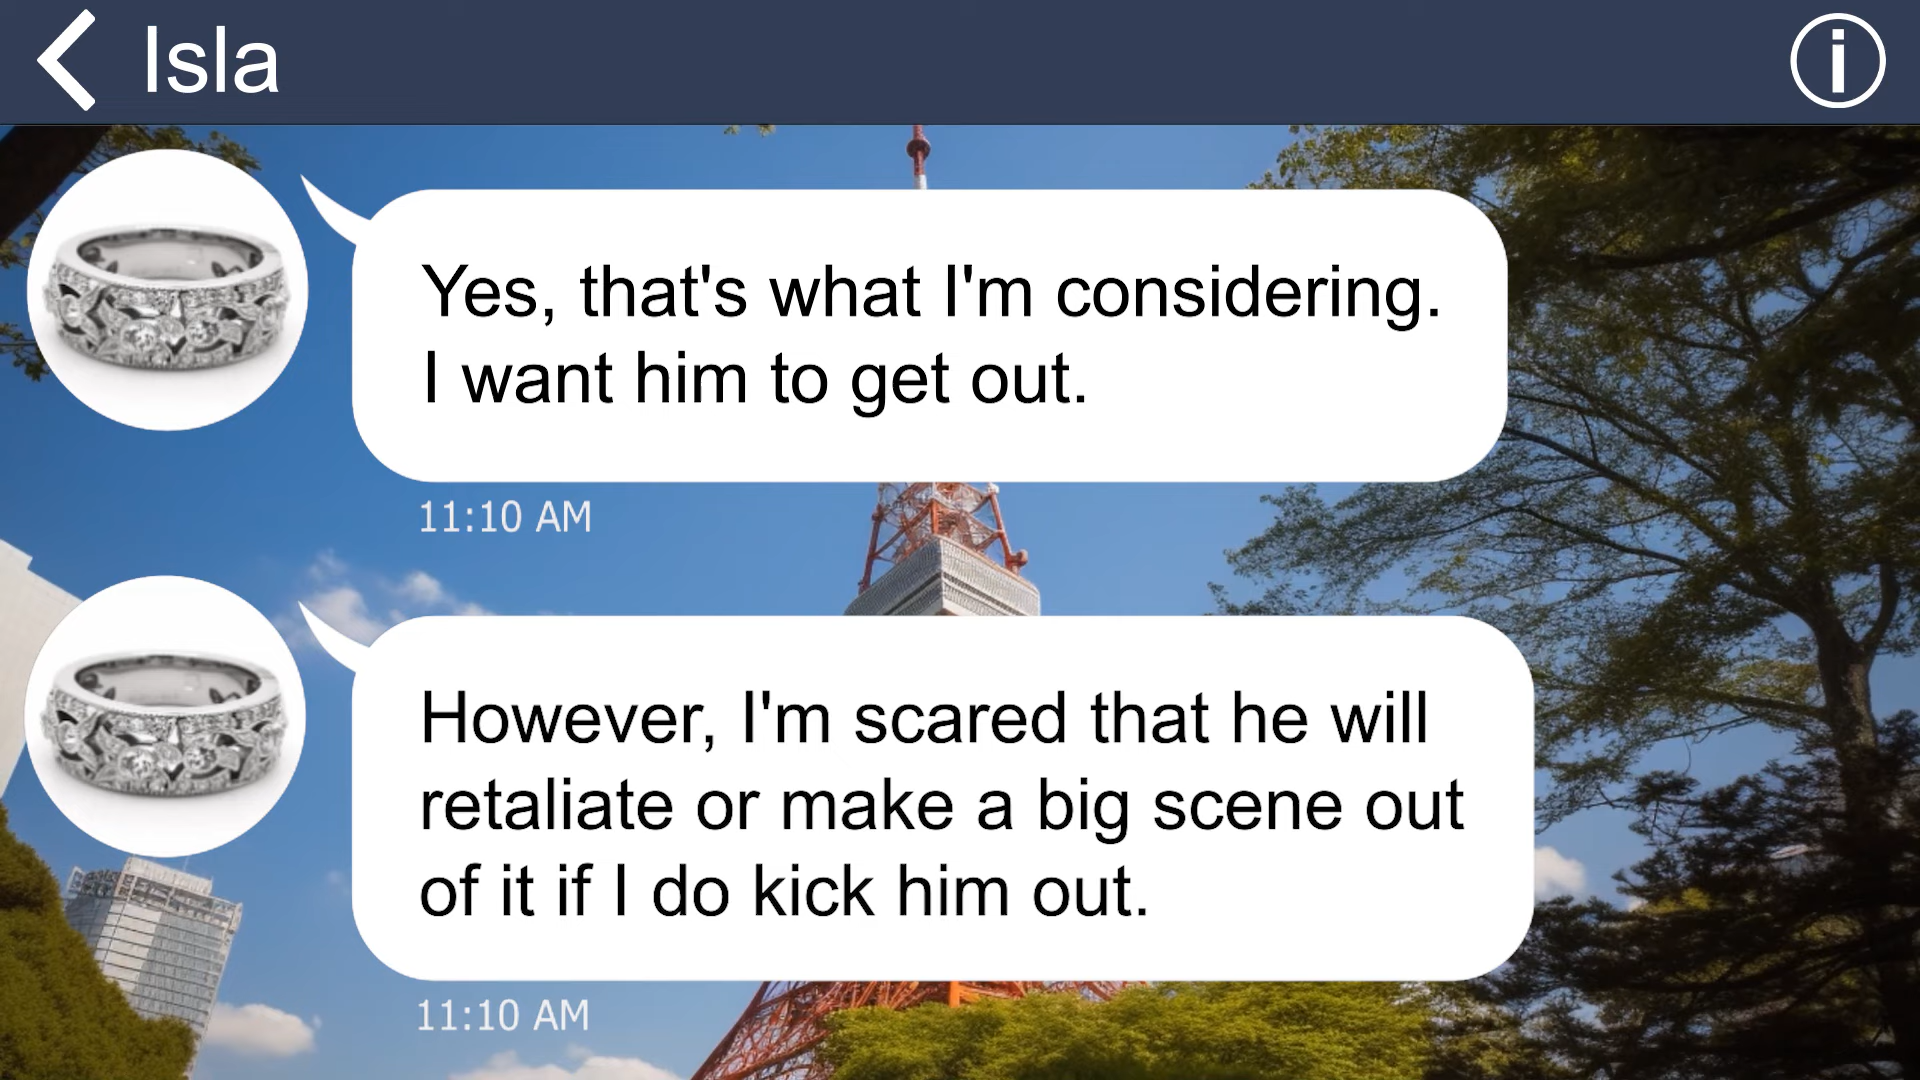 Isla
Yes, that's what I'm considering.
I want him to get out.
11:10 AM
However, I'm scared that he will
retaliate or make a big scene out
of it if I do kick him out.
11:10 AM